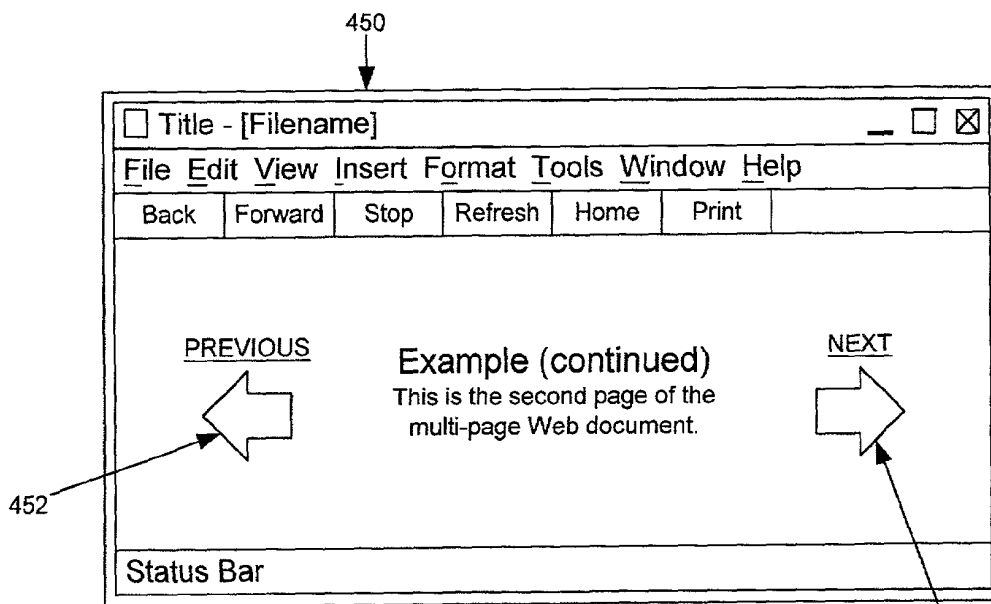 450
Title - [Filename]
File Edit View Insert Format Tools Window Help
Back Forward Stop Refresh Home Print
PREVIOUS
NEXT
Example (continued)
This is the second page of the
multi-page Web document.
452
Status Bar